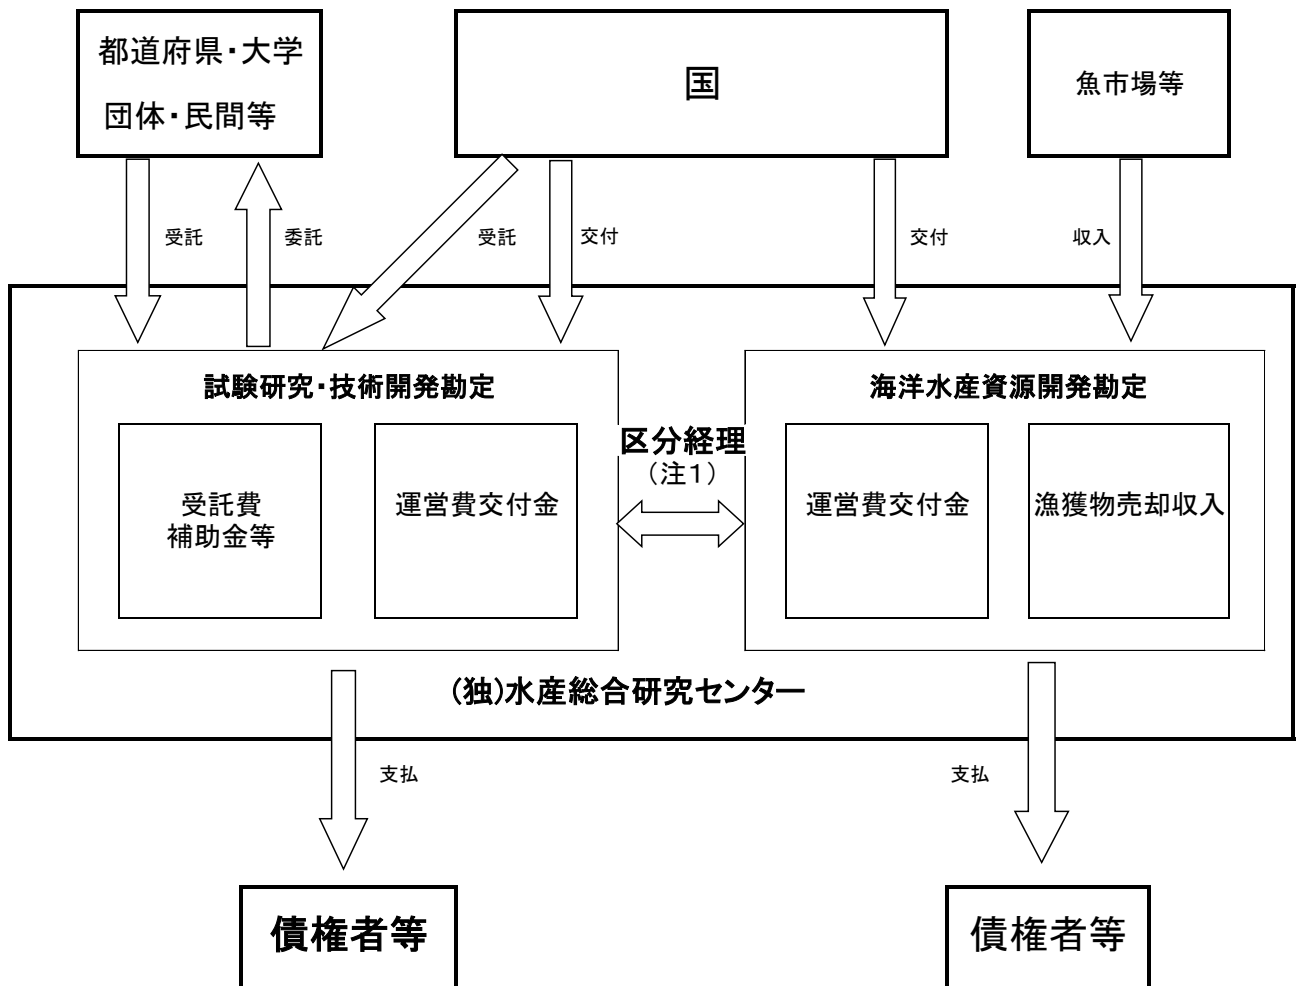 都道府県・大学
団体・民間等
国
魚市場等
受託
委託
受託
交付
交付
収入
試験研究・技術開発勘定
海洋水産資源開発勘定
区分経理
（注１）
受託費
補助金等
運営費交付金
運営費交付金
漁獲物売却収入
(独)水産総合研究センター
支払
支払
債権者等
債権者等